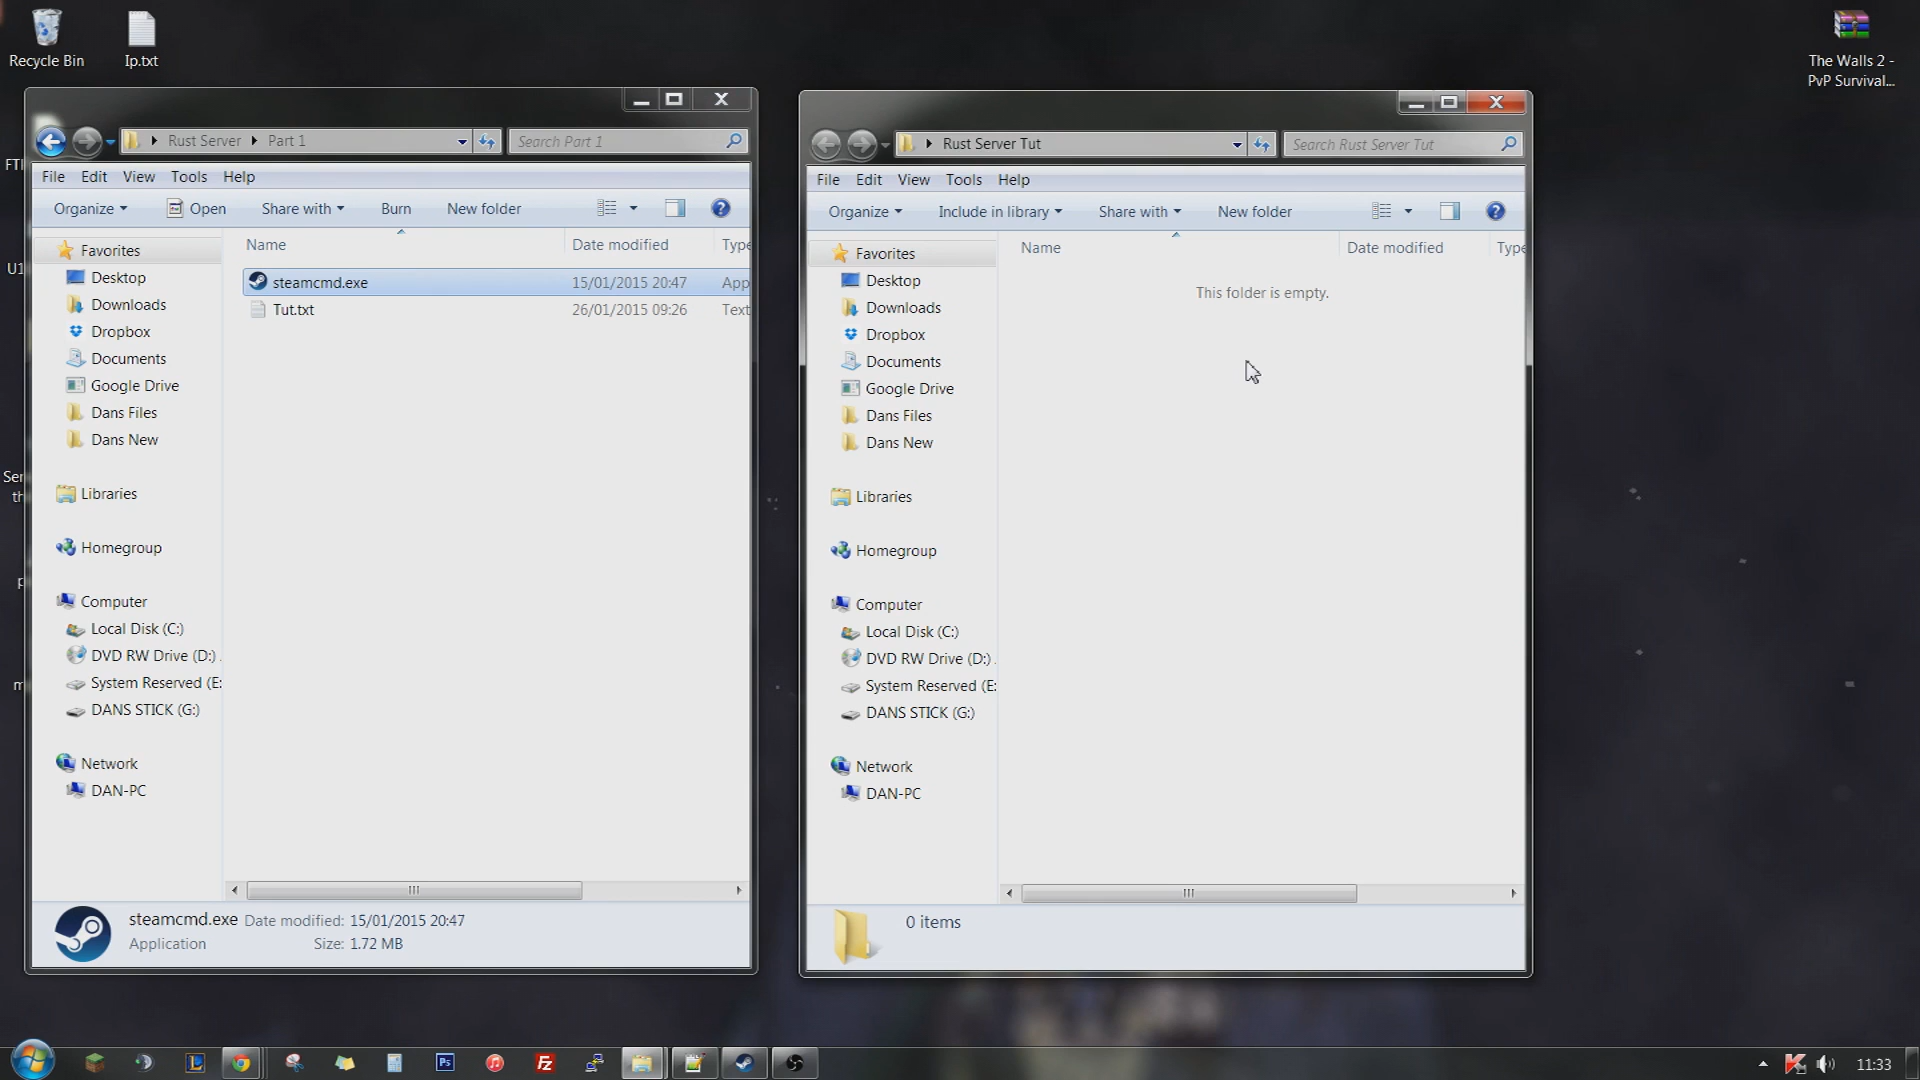 Recycle Bin
Ip.txt
The Walls 2 -
PvP Survival...
Rust Server
Part 1
Search Part 1
File
Edit
View
Tools
Help
Organize
Open
Share with
Burn
New folder
Name
Date modified
Type
Favorites
Desktop
Downloads
Dropbox
Documents
Google Drive
Dans Files
Dans New
Libraries
Homegroup
Computer
Local Disk (C:)
DVD RW Drive (D:)
System Reserved (E:
DANS STICK (G:)
Network
DAN-PC
steamcmd.exe
15/01/2015 20:47
App
Tut.txt
26/01/2015 09:26
Text
steamcmd.exe Date modified: 15/01/2015 20:47
Application
Size: 1.72 MB
Rust Server Tut
Search Rust Server Tut
File
Edit
View
Tools
Help
Organize
Include in library
Share with
New folder
Name
Date modified
Type
This folder is empty.
Favorites
Desktop
Downloads
Dropbox
Documents
Google Drive
Dans Files
Dans New
Libraries
Homegroup
Computer
Local Disk (C:)
DVD RW Drive (D:)
System Reserved (E:
DANS STICK (G:)
Network
DAN-PC
0 items
FTI
U1
Ser
th
Ps
Fz
11:33